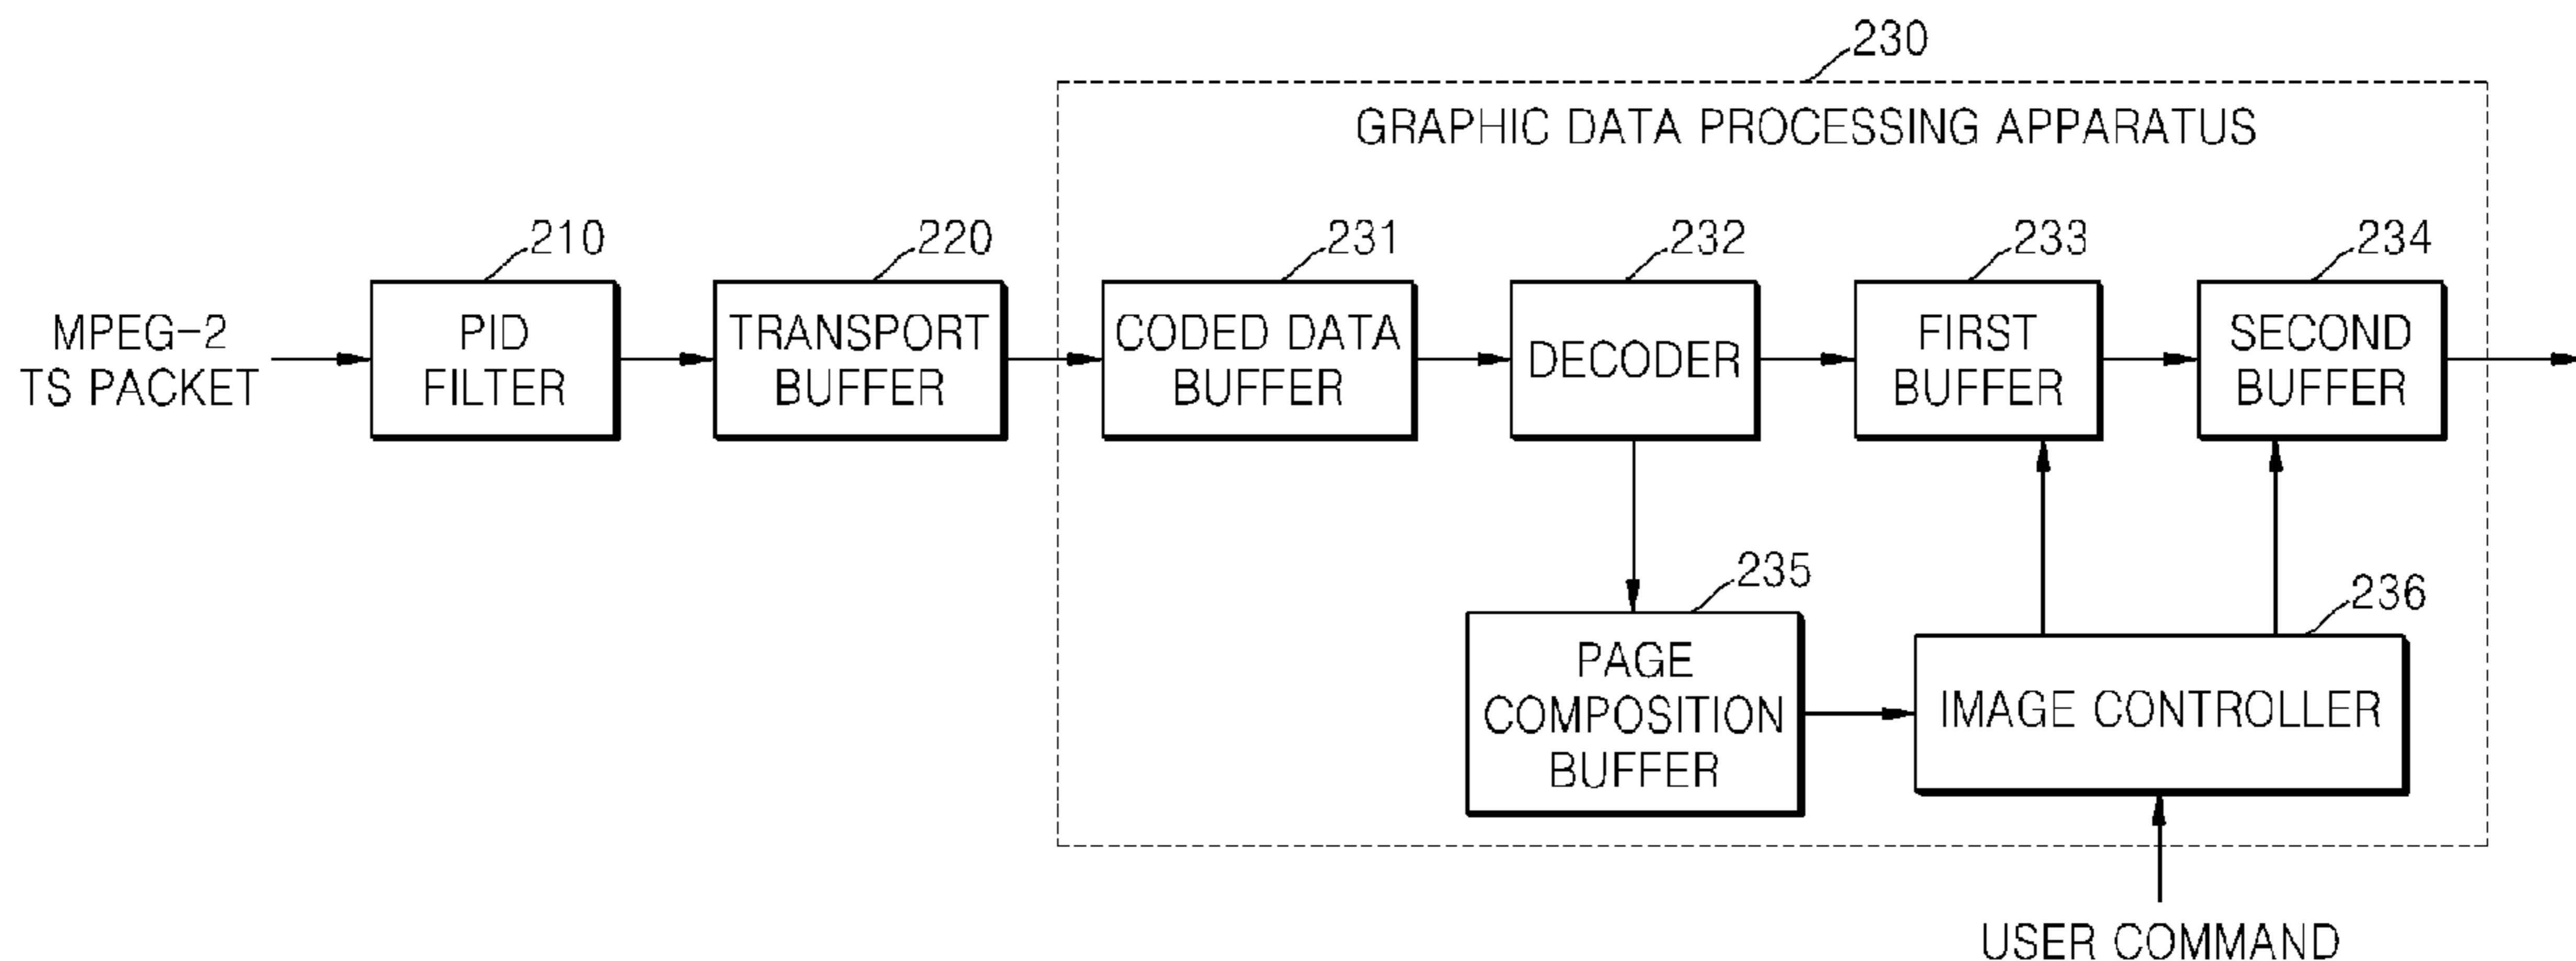 230
GRAPHIC DATA PROCESSING APPARATUS
210
220
231
232
233
234
MPEG-2
TS PACKET
PID
FILTER
TRANSPORT
BUFFER
CODED DATA
BUFFER
DECODER
FIRST
BUFFER
SECOND
BUFFER
235
236
PAGE
COMPOSITION
BUFFER
IMAGE CONTROLLER
USER COMMAND